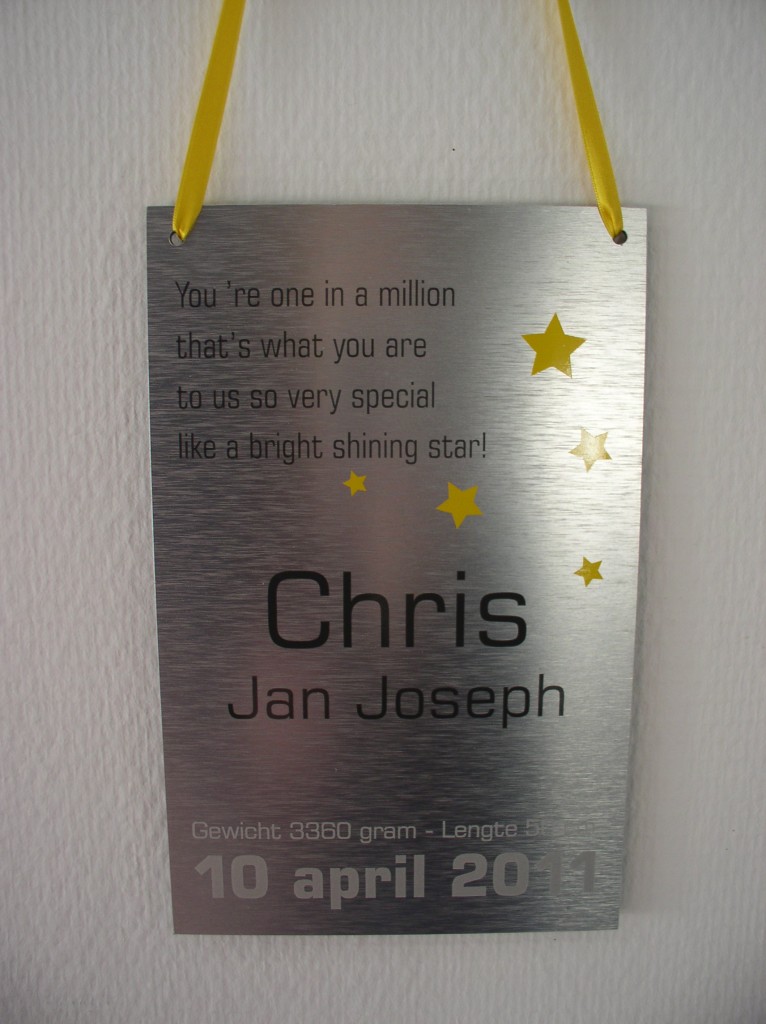 You 're one in a million
that's what you are
to us so very special
like a bright shining star!
Chris
Jan Joseph
Gewicht 3360 gram - Lengte
10 april 2011